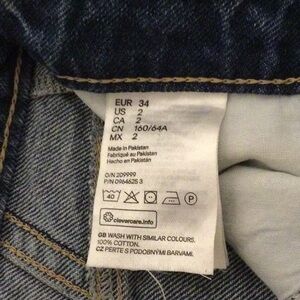 EUR 34
US 2
CA 2
CN 160/64A
MX 2
Made in Pakistan
Fabriqué au Pakistan
Hecho en Pakistán
O/N 209999
P/N 0964625 3
40
P
clevercare.info
GB WASH WITH SIMILAR COLOURS.
100% COTTON.
CZ PERTE S PODOBNÝMI BARVAMI.